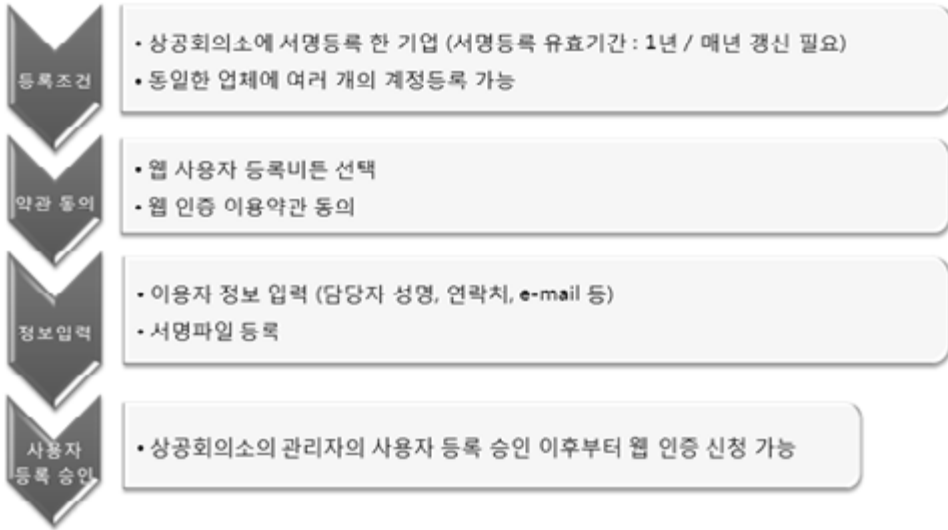 등록조건
• 상공회의소에 서명등록 한 기업 (서명등록 유효기간 : 1년 / 매년 갱신 필요)
• 동일한 업체에 여러 개의 계정등록 가능
약관 동의
• 웹 사용자 등록버튼 선택
• 웹 인증 이용약관 동의
정보입력
• 이용자 정보 입력 (담당자 성명, 연락치, e-mail 등)
• 서명파일 등록
사용자
등록 승인
• 상공회의소의 관리자의 사용자 등록 승인 이후부터 웹 인증 신청 가능